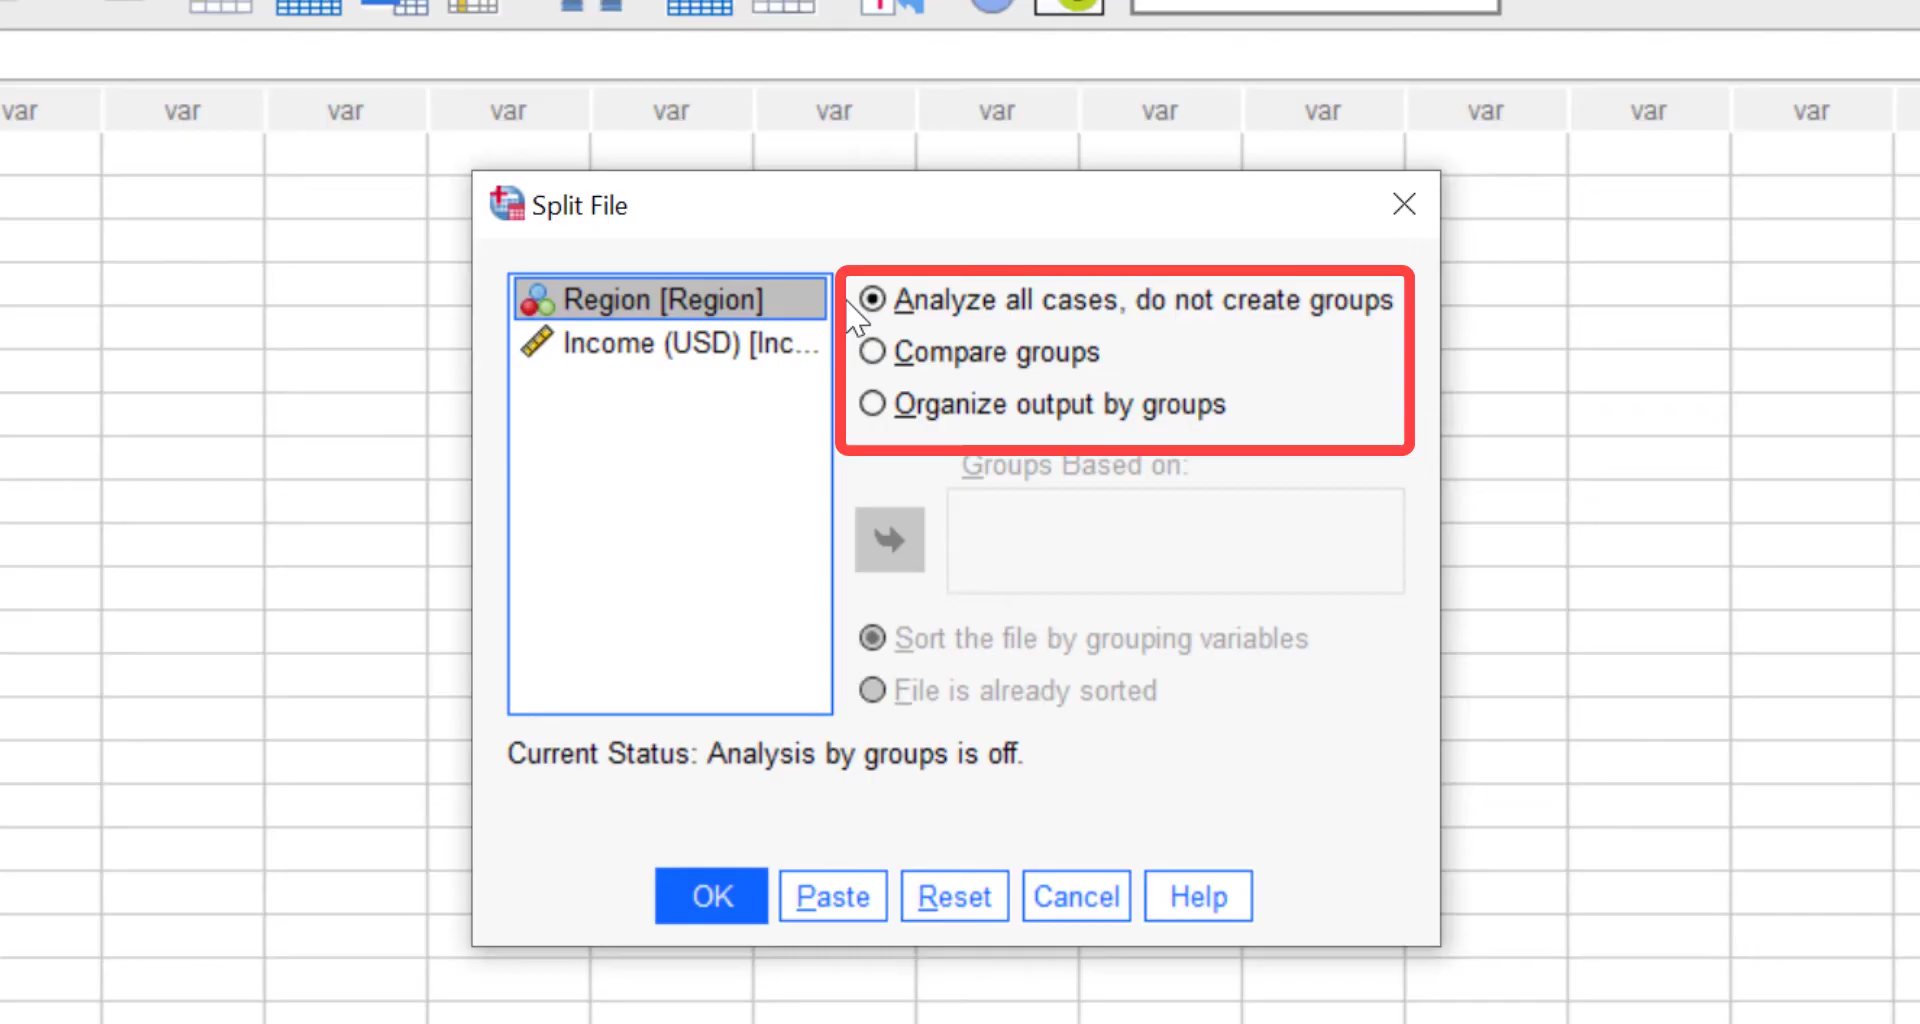 var var var var var var var var var var var var
Split File
Region [Region]
Income (USD) [Inc...
Analyze all cases, do not create groups
Compare groups
Organize output by groups
Groups Based on:
Sort the file by grouping variables
File is already sorted
Current Status: Analysis by groups is off.
OK Paste Reset Cancel Help